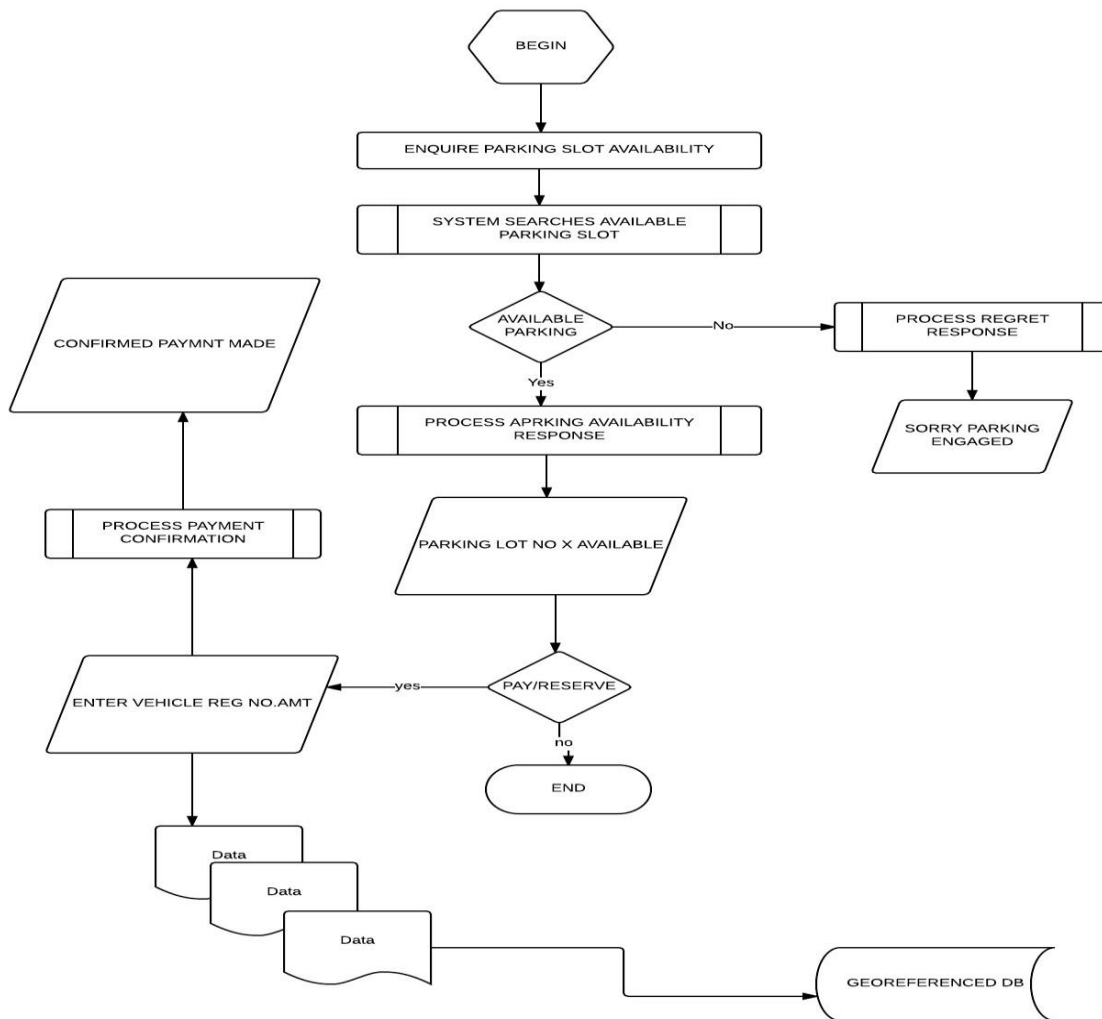 BEGIN
ENQUIRE PARKING SLOT AVAILABILITY
SYSTEM SEARCHES AVAILABLE
PARKING SLOT
AVAILABLE
PARKING
No
PROCESS REGRET
RESPONSE
SORRY PARKING
ENGAGED
Yes
PROCESS APRKING AVAILABILITY
RESPONSE
PARKING LOT NO X AVAILABLE
PAY/RESERVE
no
END
yes
ENTER VEHICLE REG NO.AMT
PROCESS PAYMENT
CONFIRMATION
CONFIRMED PAYMNT MADE
Data
Data
Data
GEOREFERENCED DB